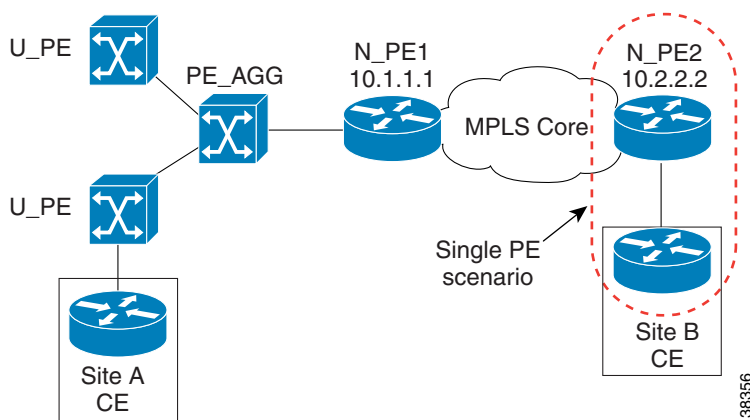 U_PE
PE_AGG
N_PE1
10.1.1.1
N_PE2
10.2.2.2
MPLS Core
U_PE
Single PE
scenario
Site A
CE
Site B
CE
38356